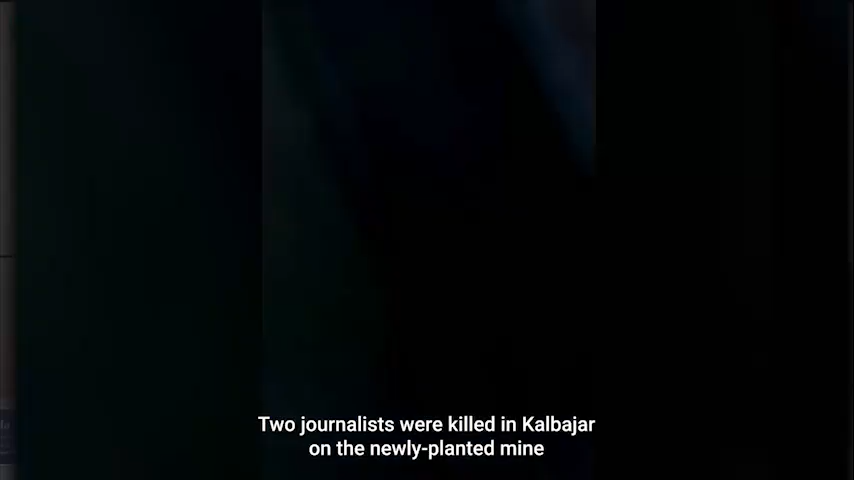 Two journalists were killed in Kalbajar
on the newly-planted mine